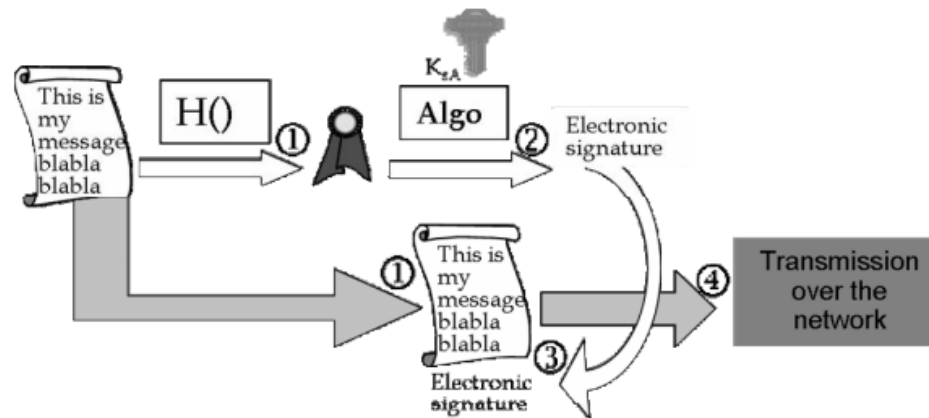 This is
my
message
blabla
blabla
H()
①
KₛA
Algo
②
Electronic
signature
①
This is
my
message
blabla
blabla
③
Electronic
signature
④
Transmission
over the
network